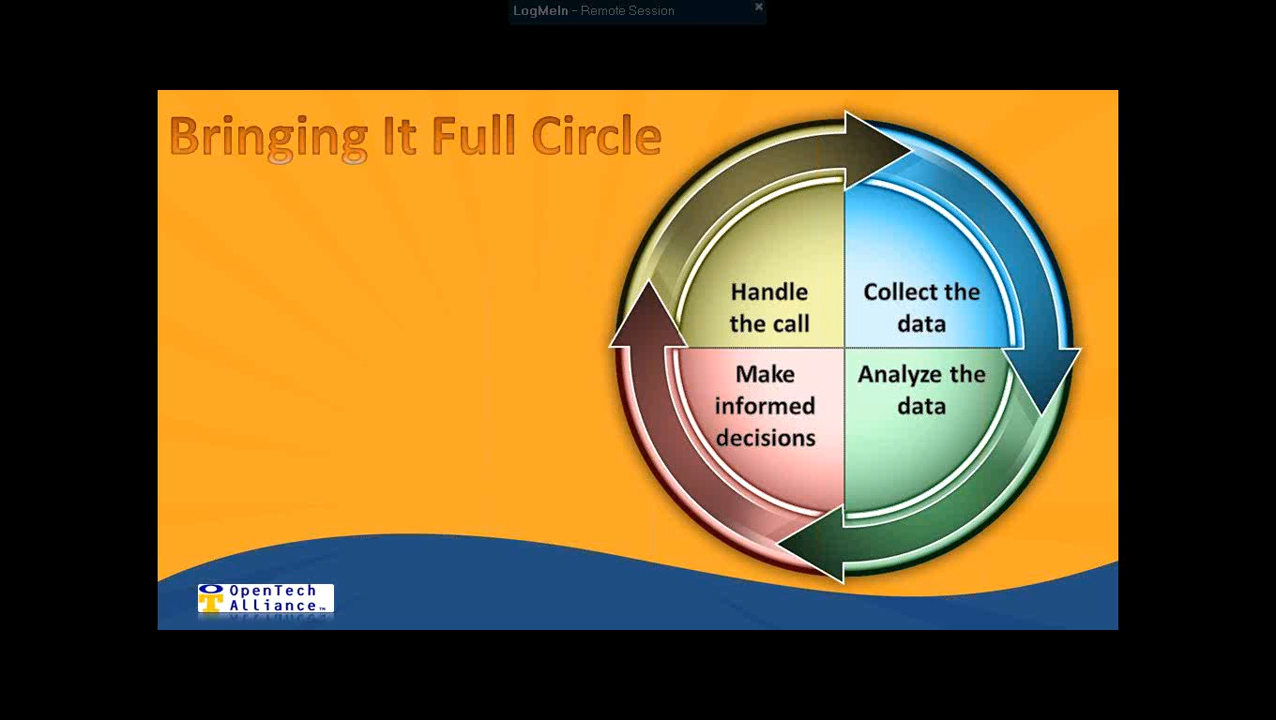 LogMeIn - Remote Session
Bringing It Full Circle
Handle
the call
Collect the
data
Make
informed
decisions
Analyze the
data
OpenTech
Alliance™